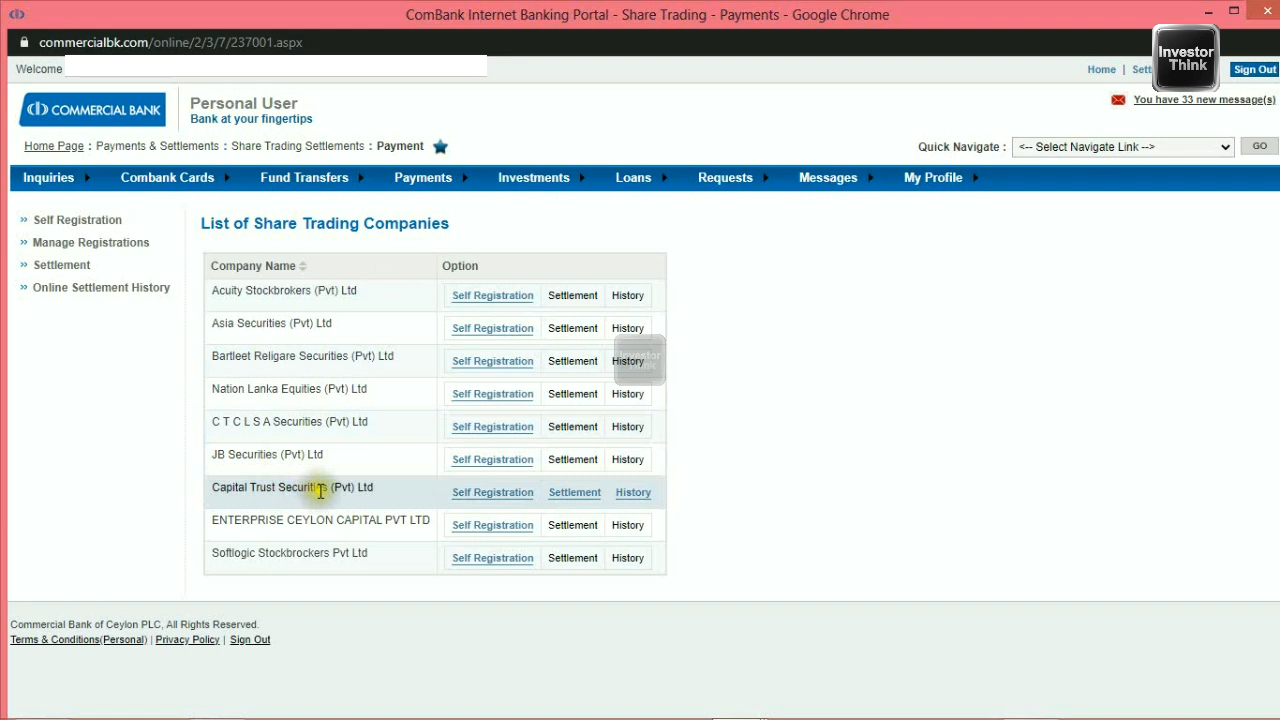 ComBank Internet Banking Portal - Share Trading - Payments - Google Chrome
commercialbk.com/online/2/3/7/237001.aspx
Investor Think
Welcome
Home | Sett
Sign Out
COMMERCIAL BANK
Personal User
Bank at your fingertips
You have 33 new message(s)
Home Page : Payments & Settlements : Share Trading Settlements : Payment
Quick Navigate : <-- Select Navigate Link --> GO
Inquiries Combank Cards Fund Transfers Payments Investments Loans Requests Messages My Profile
» Self Registration
» Manage Registrations
» Settlement
» Online Settlement History
List of Share Trading Companies
Company Name Option
Acuity Stockbrokers (Pvt) Ltd Self Registration Settlement History
Asia Securities (Pvt) Ltd Self Registration Settlement History
Bartleet Religare Securities (Pvt) Ltd Self Registration Settlement History
Investor Think
Nation Lanka Equities (Pvt) Ltd Self Registration Settlement History
C T C L S A Securities (Pvt) Ltd Self Registration Settlement History
JB Securities (Pvt) Ltd Self Registration Settlement History
Capital Trust Securities (Pvt) Ltd Self Registration Settlement History
ENTERPRISE CEYLON CAPITAL PVT LTD Self Registration Settlement History
Softlogic Stockbrockers Pvt Ltd Self Registration Settlement History
Commercial Bank of Ceylon PLC, All Rights Reserved.
Terms & Conditions(Personal) | Privacy Policy | Sign Out